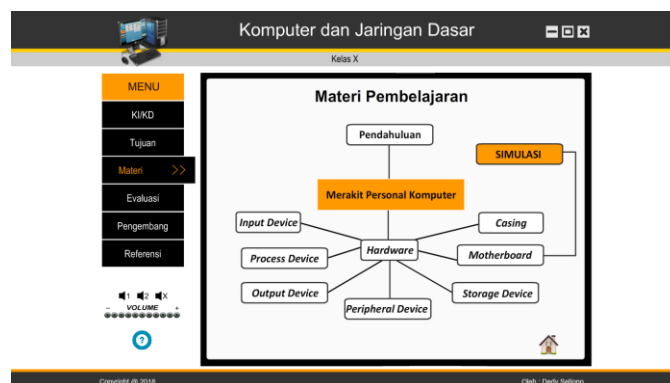 Komputer dan Jaringan Dasar
Kelas X
MENU
KI/KD
Tujuan
Materi >>
Evaluasi
Pengembang
Referensi
1 2 X
VOLUME
- +
?
Materi Pembelajaran
Pendahuluan
SIMULASI
Merakit Personal Komputer
Input Device
Casing
Hardware
Process Device
Motherboard
Output Device
Storage Device
Peripheral Device
Copyright @ 2018
Oleh : Dedy Setiono